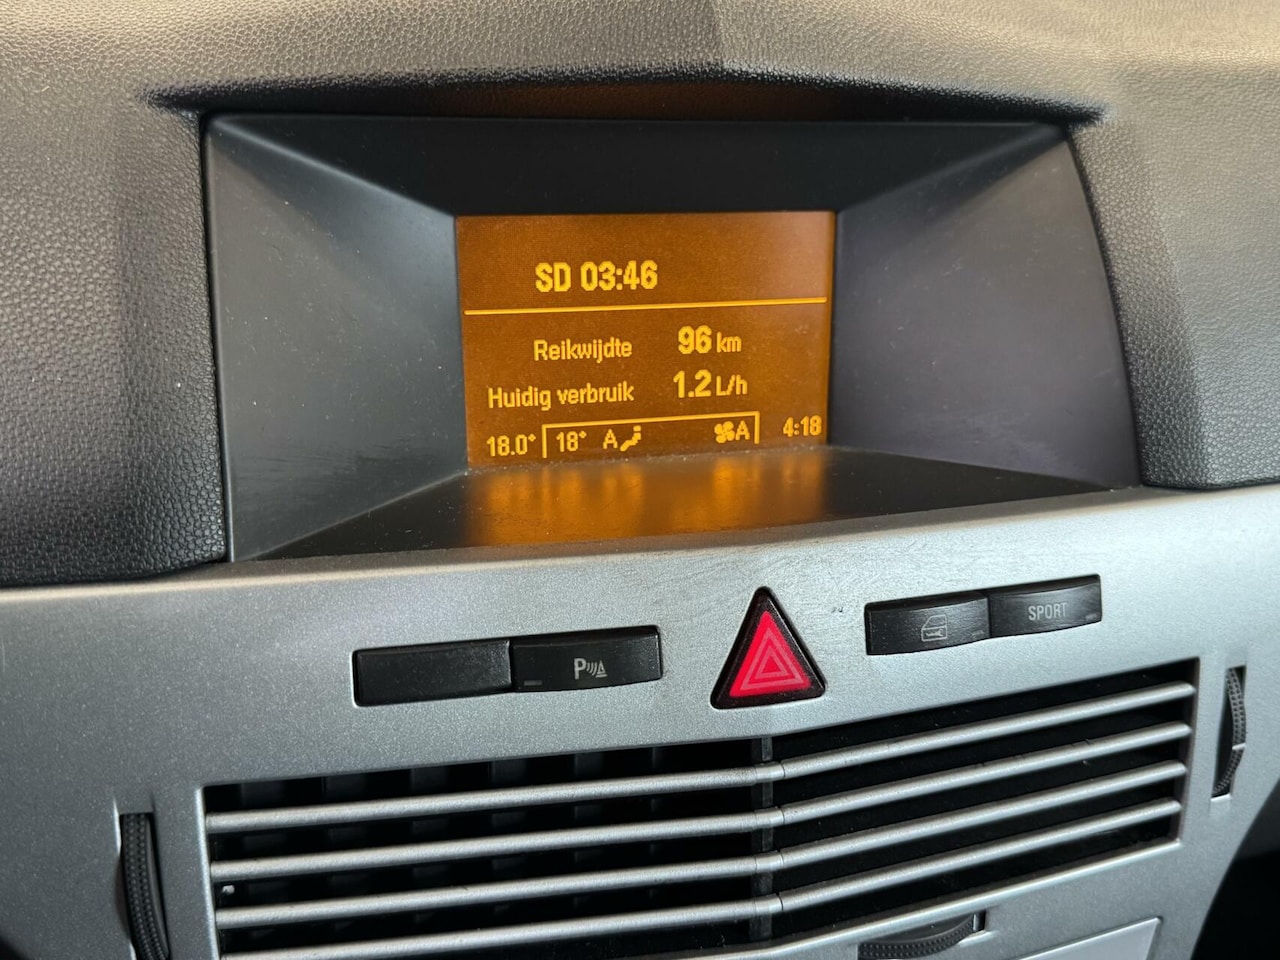 SD 03:46
Reikwijdte 96 km
Huidig verbruik 1.2 L/h
18.0° 18° A A 4:18
P
SPORT